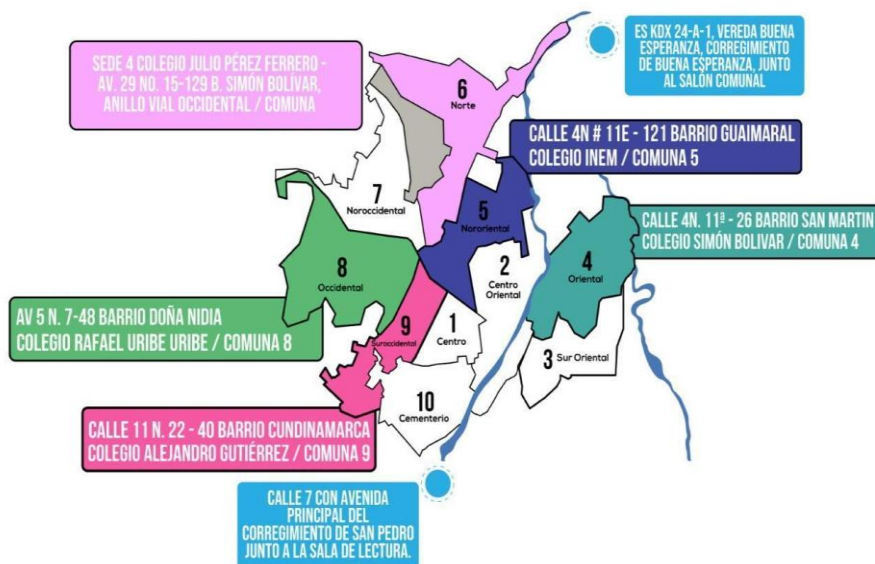 SEDE 4 COLEGIO JULIO PÉREZ FERRERO -
AV. 29 NO. 15-129 B. SIMÓN BOLÍVAR,
ANILLO VIAL OCCIDENTAL / COMUNA
ES KDX 24-A-1, VEREDA BUENA
ESPERANZA, CORREGIMIENTO
DE BUENA ESPERANZA, JUNTO
AL SALÓN COMUNAL
6
Norte
CALLE 4N # 11E - 121 BARRIO GUAIMARAL
COLEGIO INEM / COMUNA 5
7
Noroccidental
5
Nororiental
CALLE 4N. 11ª - 26 BARRIO SAN MARTIN
COLEGIO SIMÓN BOLIVAR / COMUNA 4
8
Occidental
2
Centro
Oriental
4
Oriental
AV 5 N. 7-48 BARRIO DOÑA NIDIA
COLEGIO RAFAEL URIBE URIBE / COMUNA 8
9
Suroccidental
1
Centro
3 Sur Oriental
10
Cementerio
CALLE 11 N. 22 - 40 BARRIO CUNDINAMARCA
COLEGIO ALEJANDRO GUTIÉRREZ / COMUNA 9
CALLE 7 CON AVENIDA
PRINCIPAL DEL
CORREGIMIENTO DE SAN PEDRO
JUNTO A LA SALA DE LECTURA.